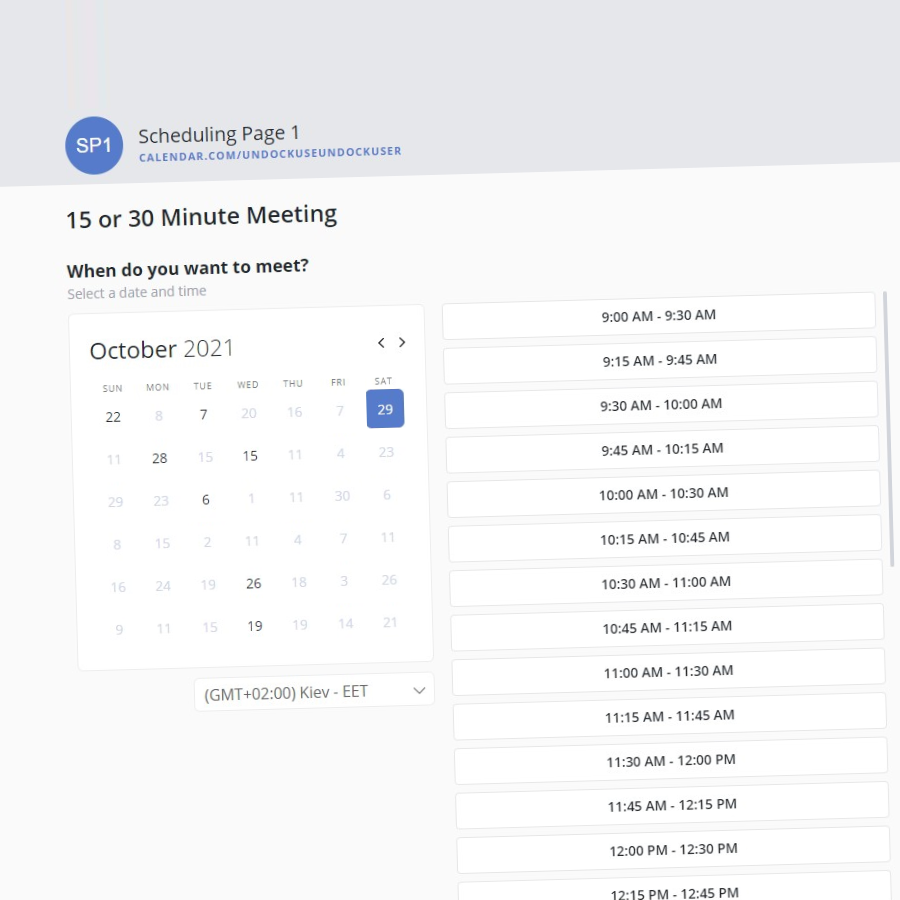 SP1
Scheduling Page 1
CALENDAR.COM/UNDOCKUSEUNDOCKUSER
15 or 30 Minute Meeting
When do you want to meet?
Select a date and time
October 2021
SUN MON TUE WED THU FRI SAT
22 8 7 20 16 7 29
11 28 15 15 11 4 23
29 23 6 1 11 30 6
8 15 2 11 4 7 11
16 24 19 26 18 3 26
9 11 15 19 19 14 21
(GMT+02:00) Kiev - EET
9:00 AM - 9:30 AM
9:15 AM - 9:45 AM
9:30 AM - 10:00 AM
9:45 AM - 10:15 AM
10:00 AM - 10:30 AM
10:15 AM - 10:45 AM
10:30 AM - 11:00 AM
10:45 AM - 11:15 AM
11:00 AM - 11:30 AM
11:15 AM - 11:45 AM
11:30 AM - 12:00 PM
11:45 AM - 12:15 PM
12:00 PM - 12:30 PM
12:15 PM - 12:45 PM